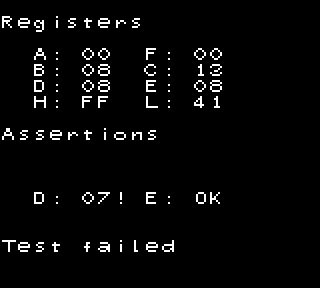 Registers
A: 00 F: 00
B: 08 C: 13
D: 08 E: 08
H: FF L: 41
Assertions
D: 07! E: OK
Test failed